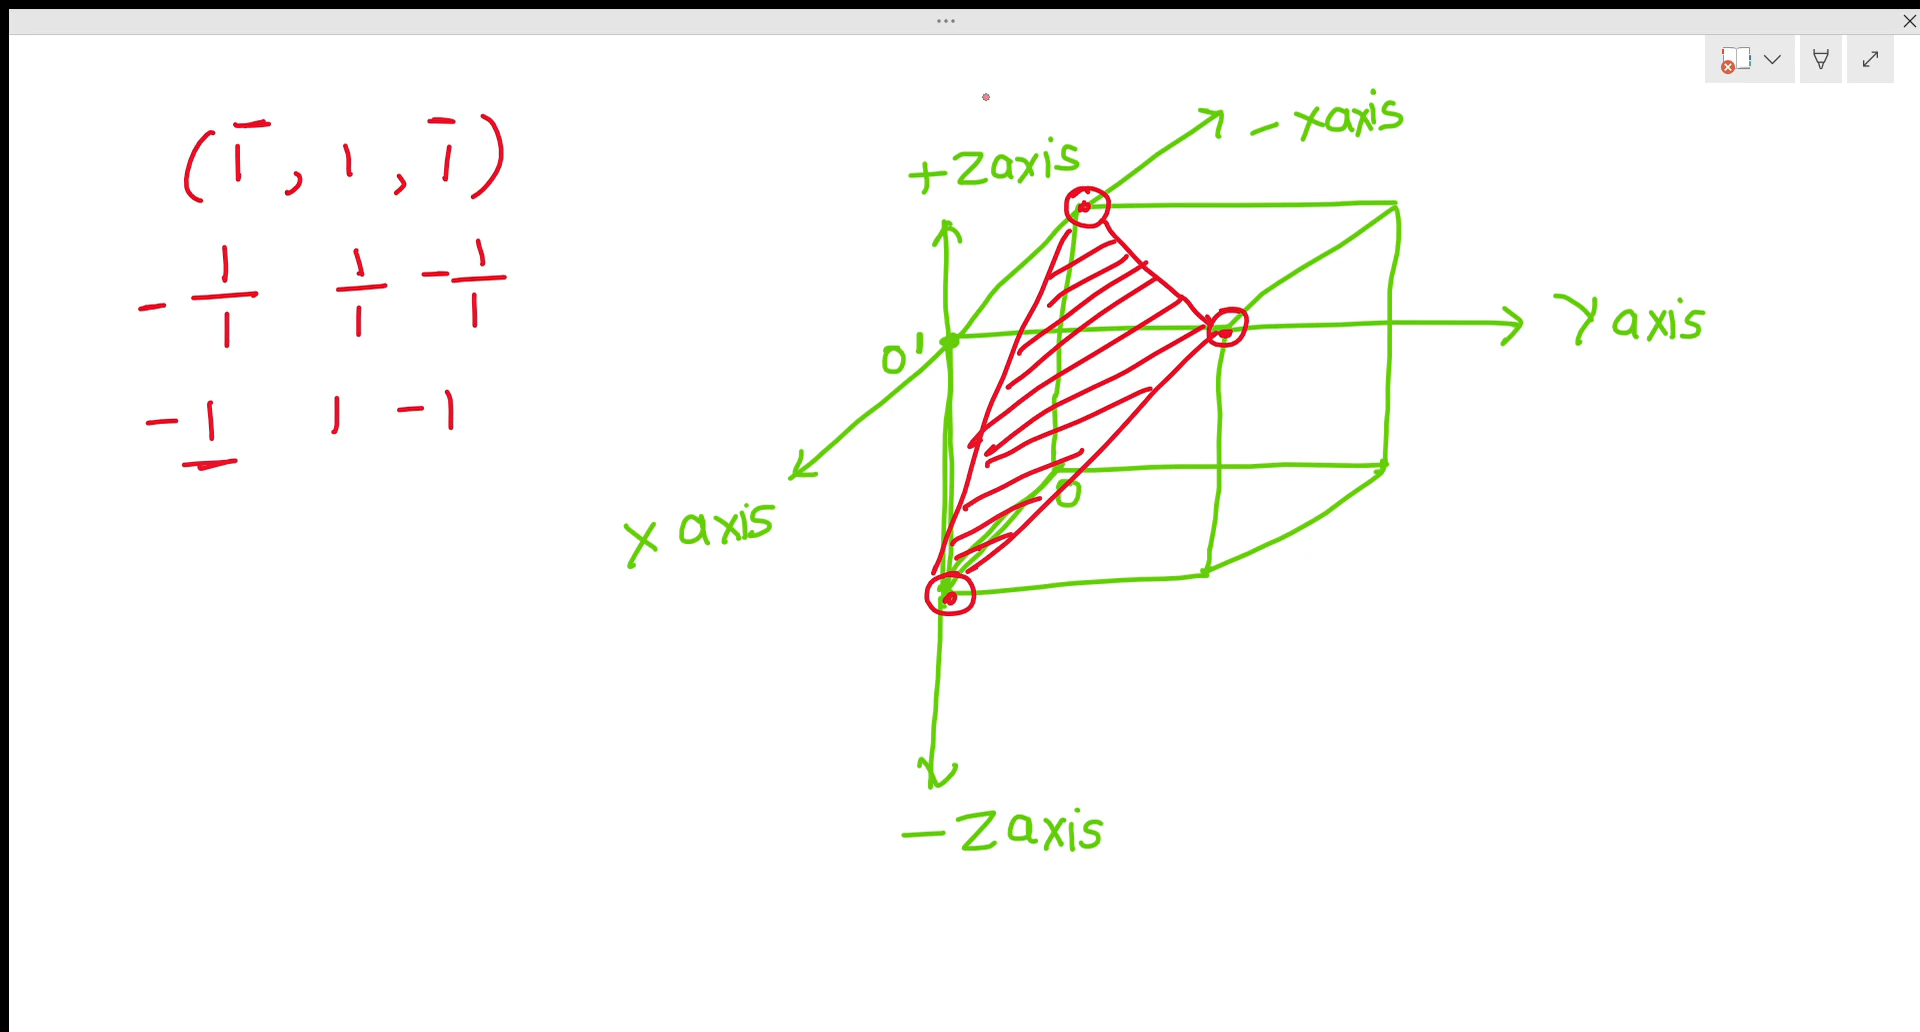 (1̅ , 1 , 1̅)
- 1/1 1/1 - 1/1
- 1 1 - 1
- x axis
+ Z axis
O'
Y axis
O
X axis
- Z axis